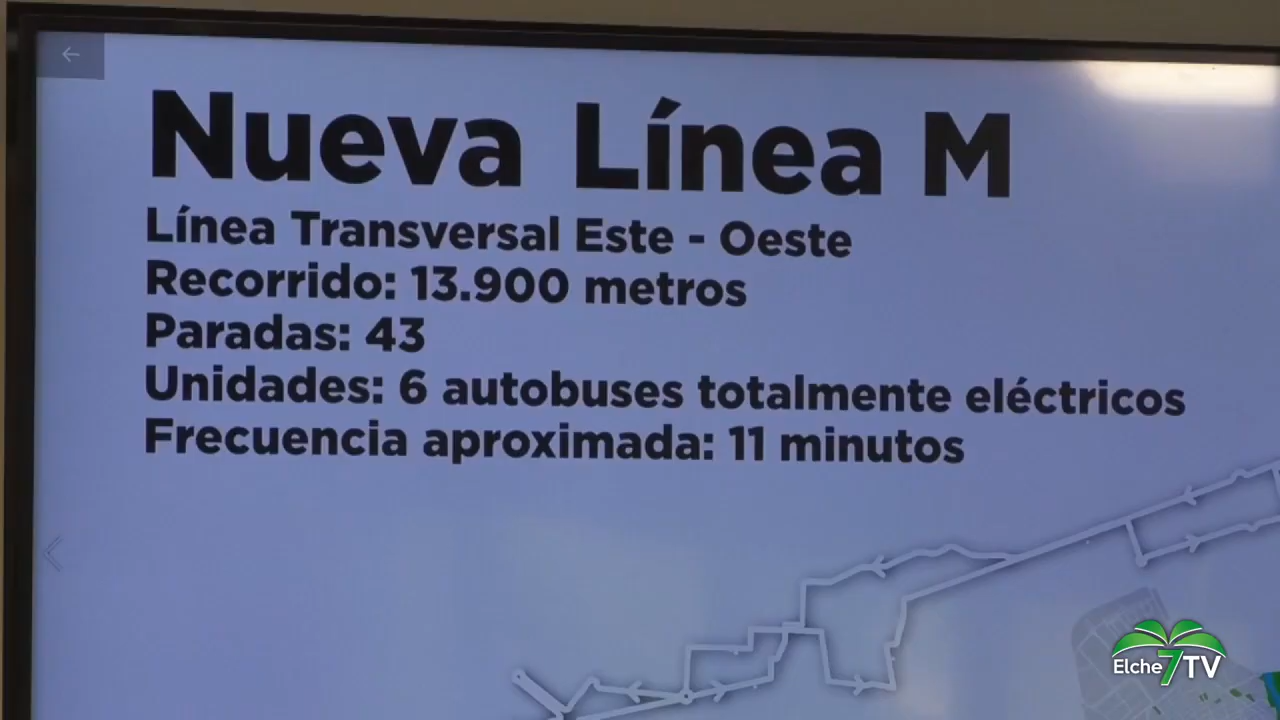 Nueva Línea M
Línea Transversal Este - Oeste
Recorrido: 13.900 metros
Paradas: 43
Unidades: 6 autobuses totalmente eléctricos
Frecuencia aproximada: 11 minutos
Elche 7 TV